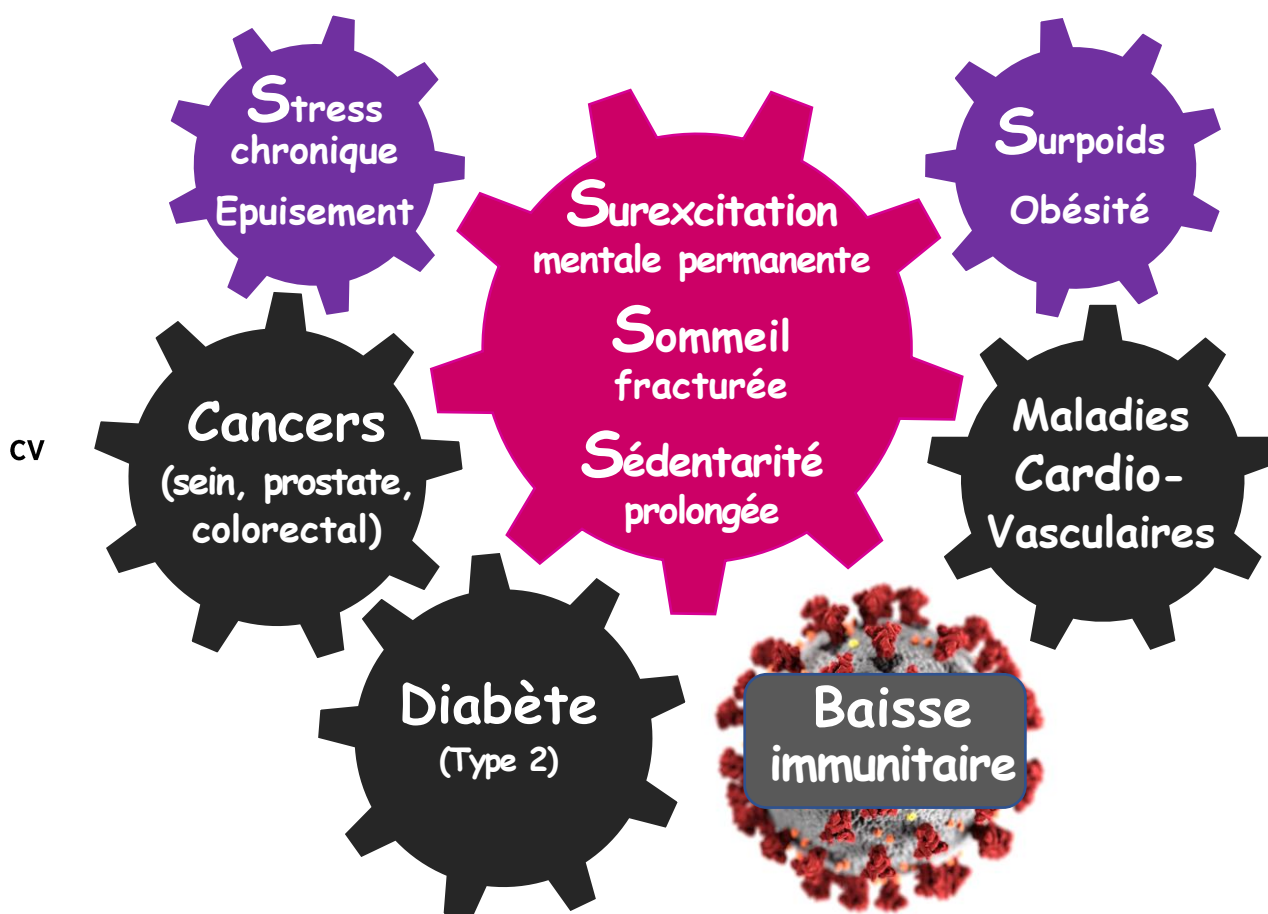 Stress
chronique
Epuisement
Surexcitation
mentale permanente
Sommeil
fracturée
Sédentarité
prolongée
Surpoids
Obésité
cv
Cancers
(sein, prostate,
colorectal)
Maladies
Cardio-
Vasculaires
Diabète
(Type 2)
Baisse
immunitaire